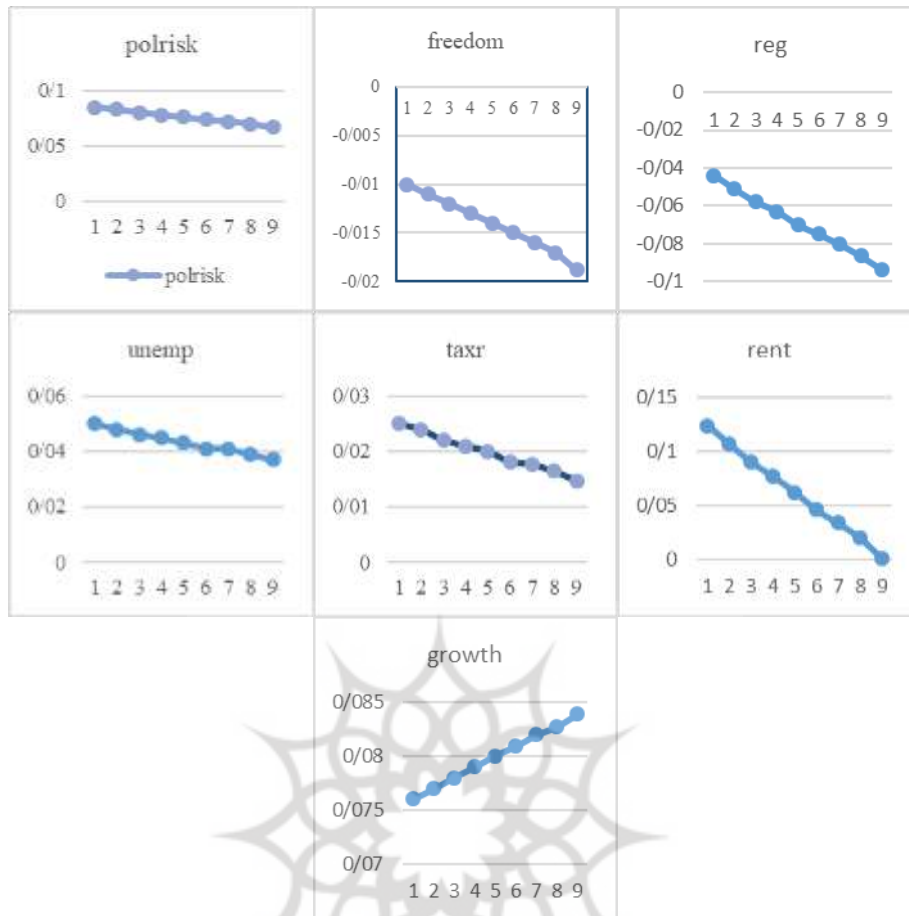 polrisk
0/1
0/05
0
1 2 3 4 5 6 7 8 9
polrisk
freedom
0
1 2 3 4 5 6 7 8 9
-0/005
-0/01
-0/015
-0/02
reg
0
1 2 3 4 5 6 7 8 9
-0/02
-0/04
-0/06
-0/08
-0/1
unemp
0/06
0/04
0/02
0
1 2 3 4 5 6 7 8 9
taxr
0/03
0/02
0/01
0
1 2 3 4 5 6 7 8 9
rent
0/15
0/1
0/05
0
1 2 3 4 5 6 7 8 9
growth
0/085
0/08
0/075
0/07
1 2 3 4 5 6 7 8 9